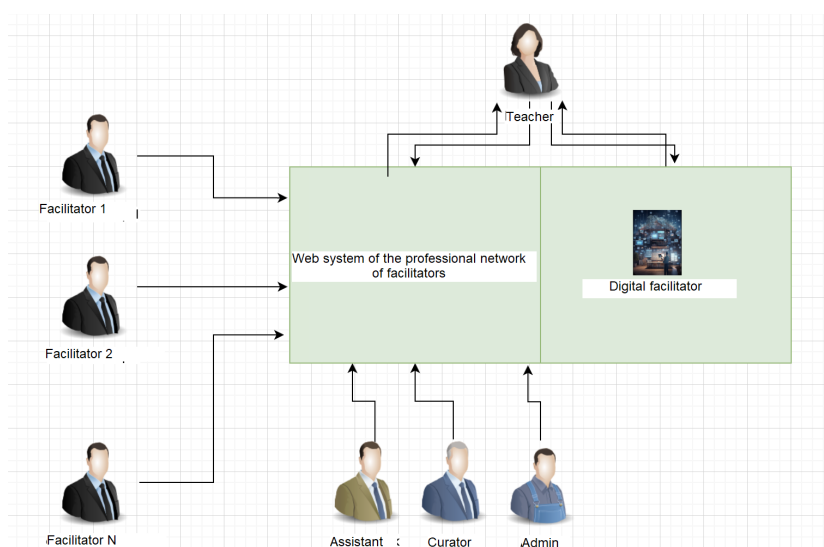 Teacher
Facilitator 1
Web system of the professional network
of facilitators
Digital facilitator
Facilitator 2
Facilitator N
Assistant
Curator
Admin